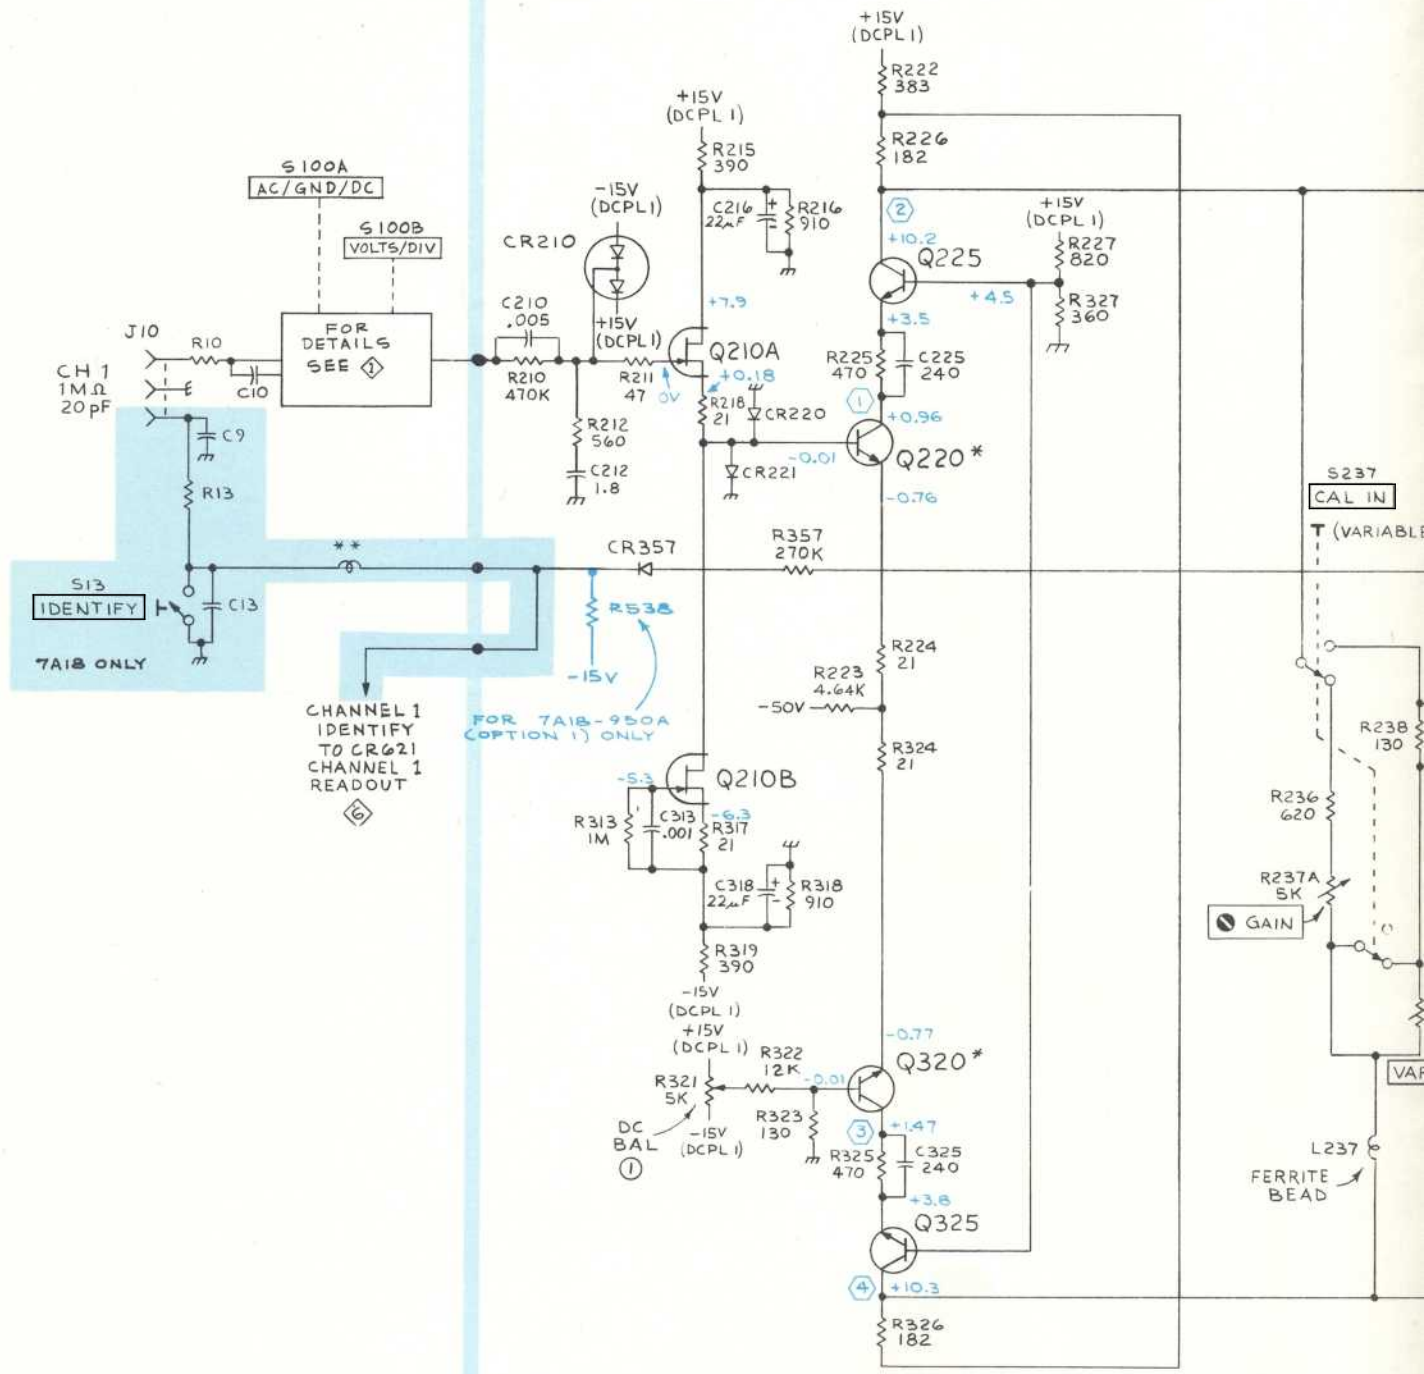 +15V
(DCPL 1)
R222
383
+15V
(DCPL 1)
R226
182
R215
390
S100A
AC/GND/DC
-15V
(DCPL 1)
C216
22µF
+
-
R216
910
2
+15V
(DCPL 1)
S100B
VOLTS/DIV
CR210
+10.2
Q225
R227
820
+4.5
R327
360
+7.9
C210
.005
+15V
(DCPL 1)
+3.5
J10
R10
FOR
DETAILS
SEE 1
Q210A
R225
470
C225
240
CH 1
1MΩ
20pF
C10
R210
470K
R211
47
0V
+0.18
R218
21
CR220
1
+0.96
C9
R212
560
-0.01
Q220*
C212
1.8
CR221
S237
CAL IN
R13
-0.76
(VARIABLE
**
CR357
R357
270K
S13
IDENTIFY
C13
R538
7A18 ONLY
-15V
R224
21
R223
4.64K
-50V
CHANNEL 1
IDENTIFY
TO CR621
CHANNEL 1
READOUT
6
FOR 7A18-950A
(OPTION 1) ONLY
R324
21
R238
130
-5.3
Q210B
R236
620
R313
1M
C313
.001
-6.3
R317
21
C318
22µF
+
-
R318
910
R237A
5K
GAIN
R319
390
-15V
(DCPL 1)
+15V
(DCPL 1)
-0.77
R322
12K
-0.01
Q320*
R321
5K
VAR
R323
130
DC
BAL
1
-15V
(DCPL 1)
3
+1.47
R325
470
C325
240
L237
FERRITE
BEAD
+3.8
Q325
4
+10.3
R326
182